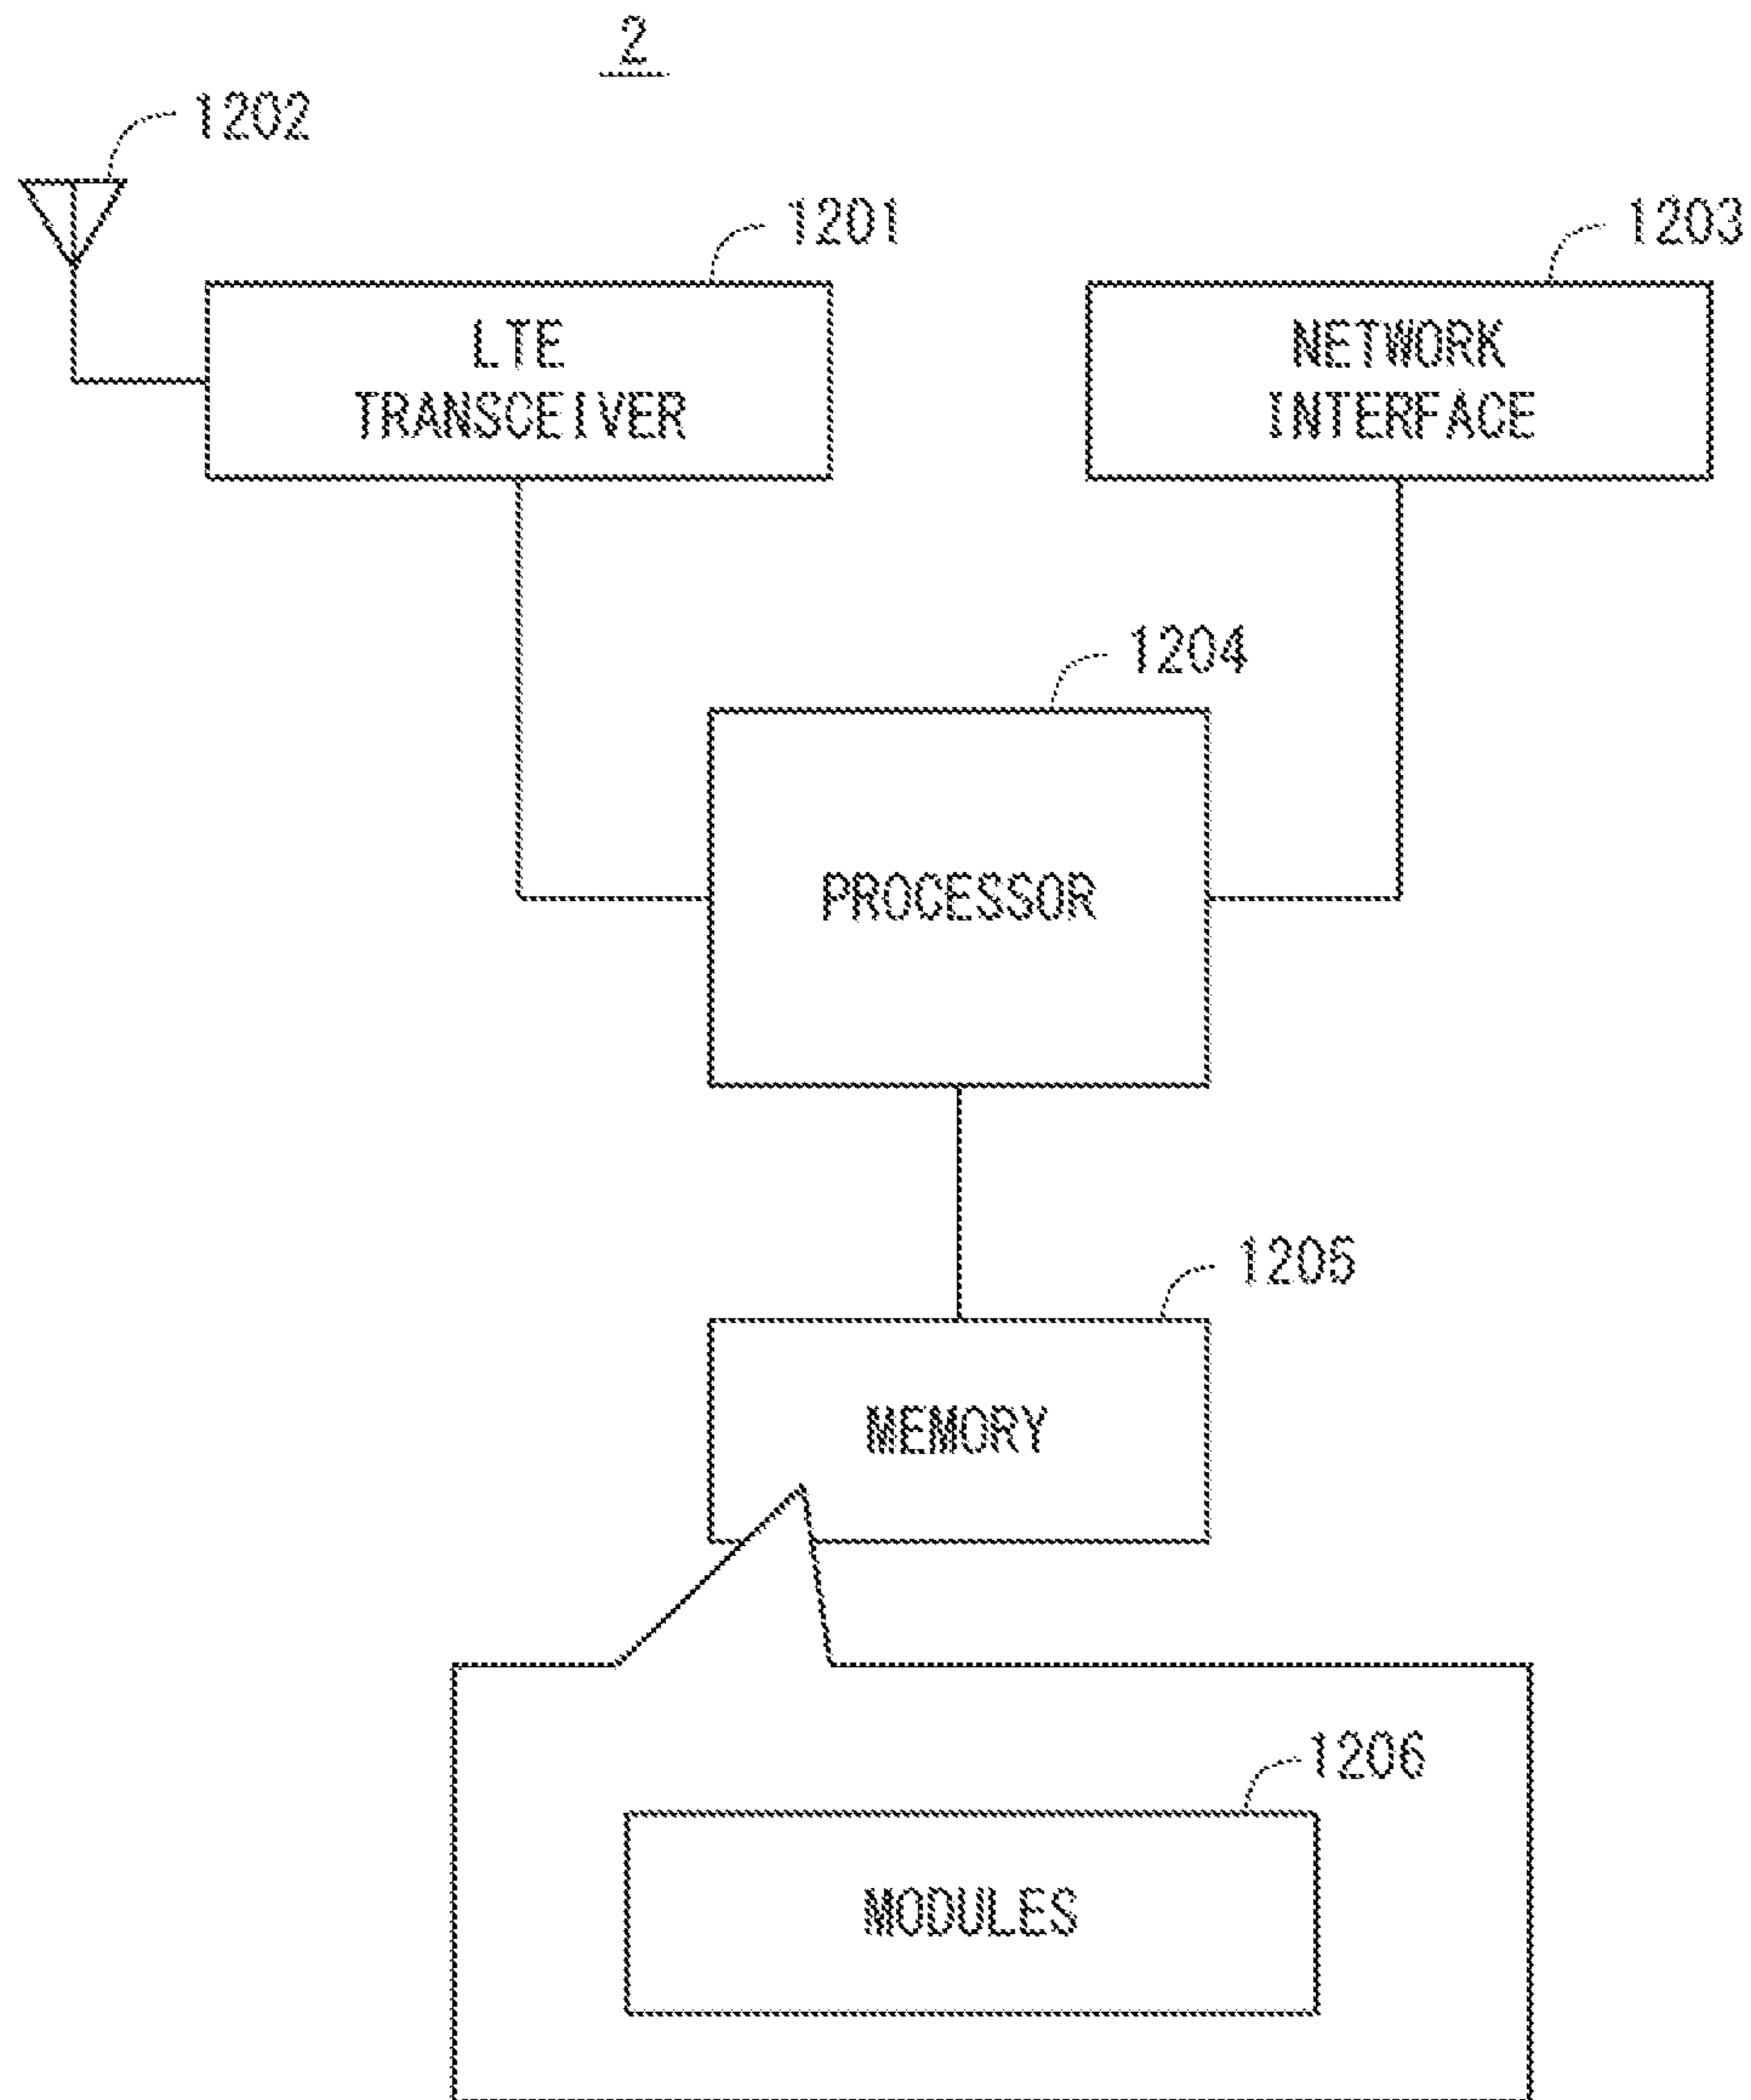 2
1202
1201
1203
LTE
TRANSCEIVER
NETWORK
INTERFACE
1204
PROCESSOR
1205
MEMORY
1206
MODULES